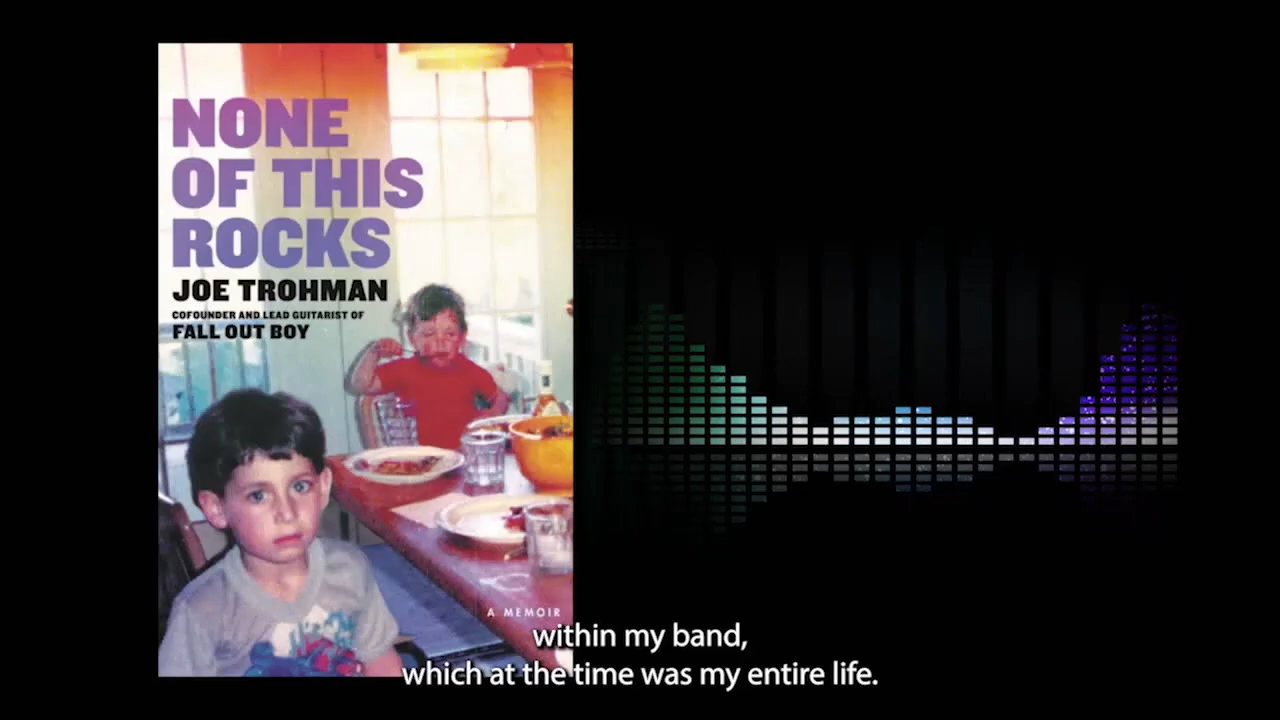 NONE
OF THIS
ROCKS
JOE TROHMAN
COFOUNDER AND LEAD GUITARIST OF
FALL OUT BOY
A MEMOIR
within my band,
which at the time was my entire life.